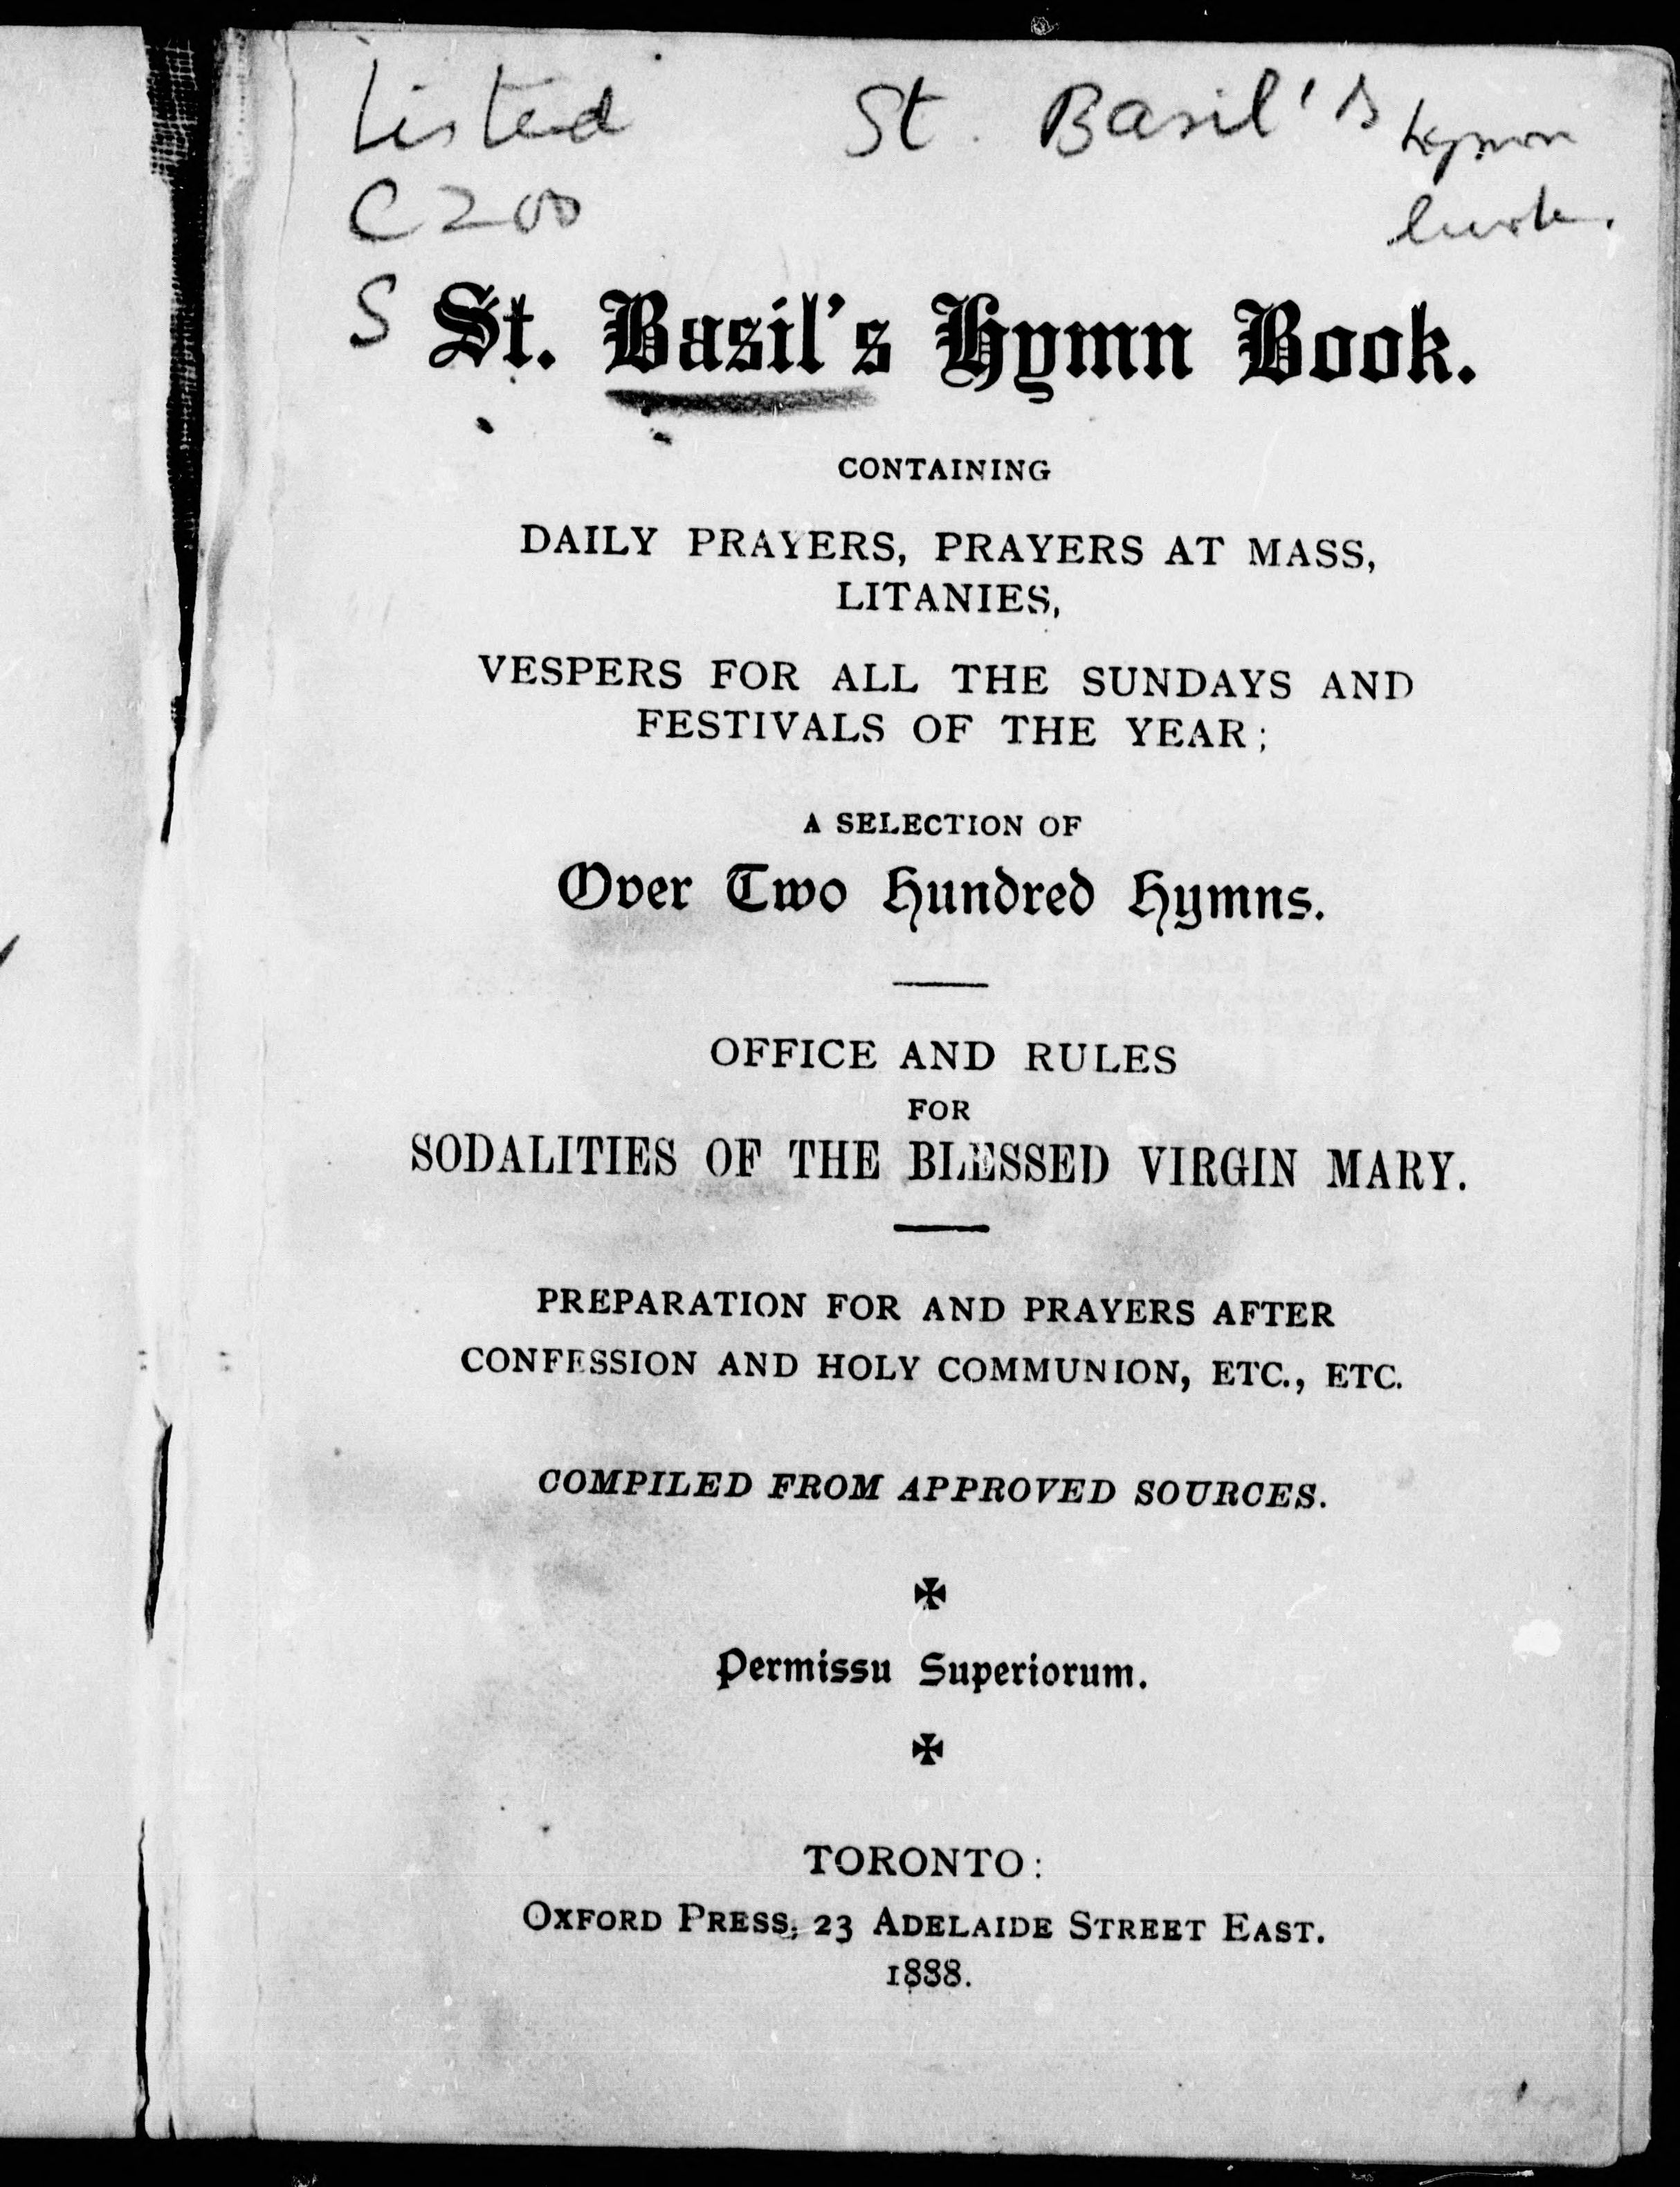 Listed St. Basil's Hymn
C200 book.
S St. Basil's Hymn Book.
CONTAINING
DAILY PRAYERS, PRAYERS AT MASS,
LITANIES,
VESPERS FOR ALL THE SUNDAYS AND
FESTIVALS OF THE YEAR;
A SELECTION OF
Over Two Hundred Hymns.
OFFICE AND RULES
FOR
SODALITIES OF THE BLESSED VIRGIN MARY.
PREPARATION FOR AND PRAYERS AFTER
CONFESSION AND HOLY COMMUNION, ETC., ETC.
COMPILED FROM APPROVED SOURCES.
✠
Permissu Superiorum.
✠
TORONTO:
OXFORD PRESS, 23 ADELAIDE STREET EAST.
1888.